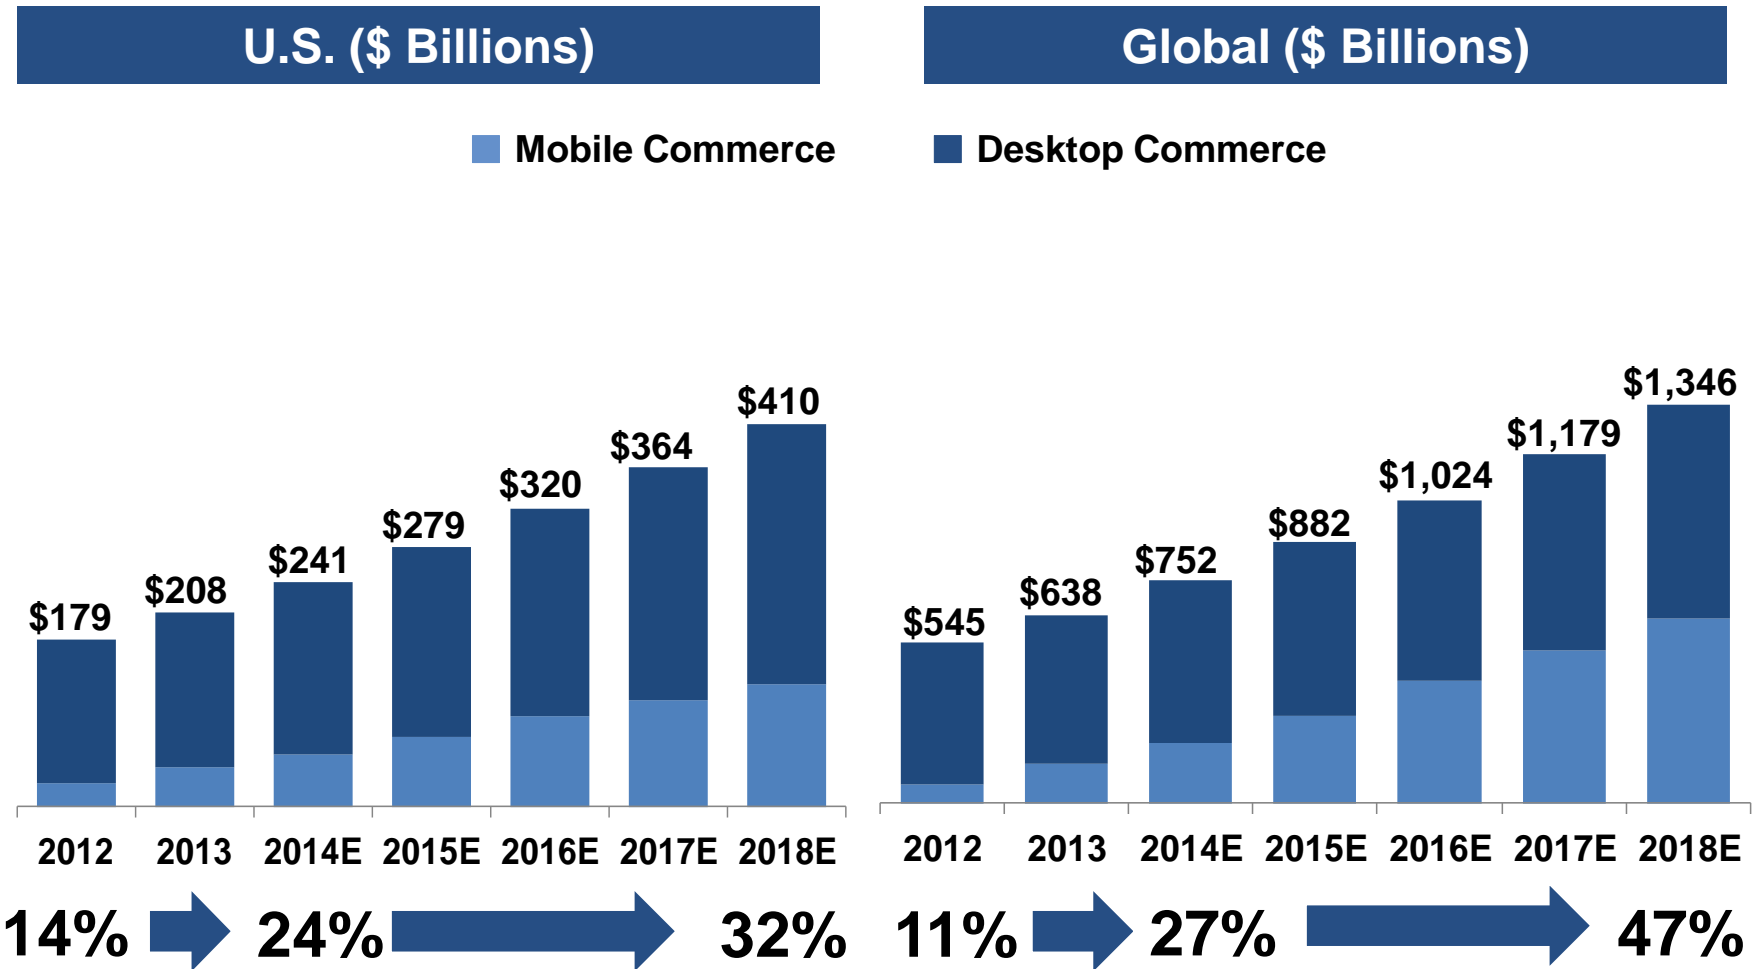 U.S. ($ Billions)
Global ($ Billions)
Mobile Commerce
Desktop Commerce
$179
$208
$241
$279
$320
$364
$410
2012 2013 2014E 2015E 2016E 2017E 2018E
14% 24% 32%
$545
$638
$752
$882
$1,024
$1,179
$1,346
2012 2013 2014E 2015E 2016E 2017E 2018E
11% 27% 47%